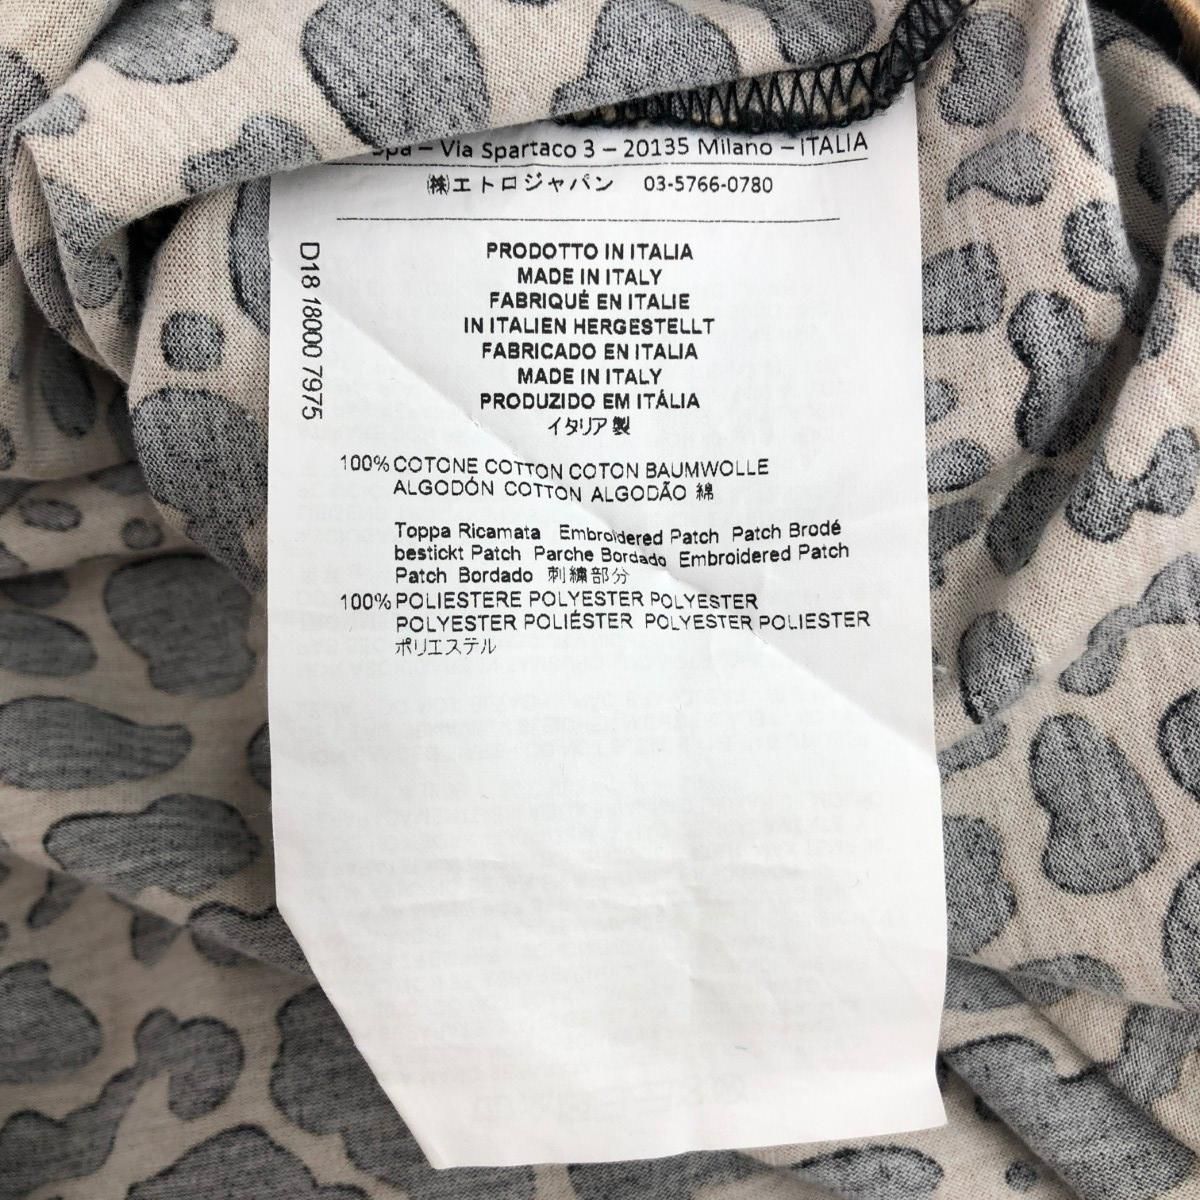 spa – Via Spartaco 3 – 20135 Milano – ITALIA
㈱エトロジャパン 03-5766-0780
D18 18000 7975
PRODOTTO IN ITALIA
MADE IN ITALY
FABRIQUÉ EN ITALIE
IN ITALIEN HERGESTELLT
FABRICADO EN ITALIA
MADE IN ITALY
PRODUZIDO EM ITÁLIA
イタリア製
100% COTONE COTTON COTON BAUMWOLLE
ALGODÓN COTTON ALGODÃO 綿
Toppa Ricamata Embroidered Patch Patch Brodé
bestickt Patch Parche Bordado Embroidered Patch
Patch Bordado 刺繍部分
100% POLIESTERE POLYESTER POLYESTER
POLYESTER POLIÉSTER POLYESTER POLIESTER
ポリエステル